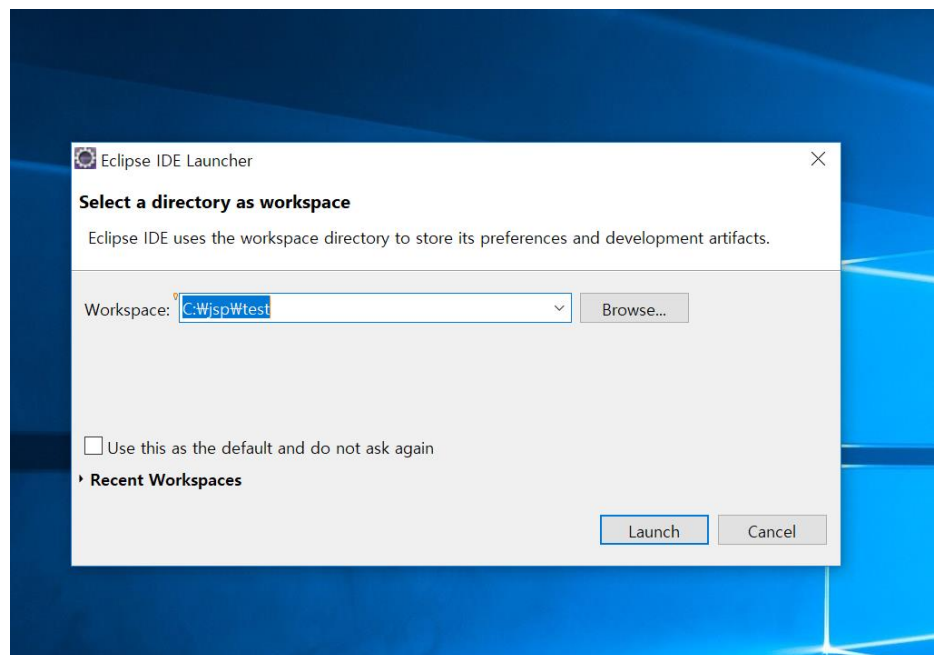 Eclipse IDE Launcher
Select a directory as workspace
Eclipse IDE uses the workspace directory to store its preferences and development artifacts.
Workspace: C:₩jsp₩test Browse...
Use this as the default and do not ask again
Recent Workspaces
Launch Cancel